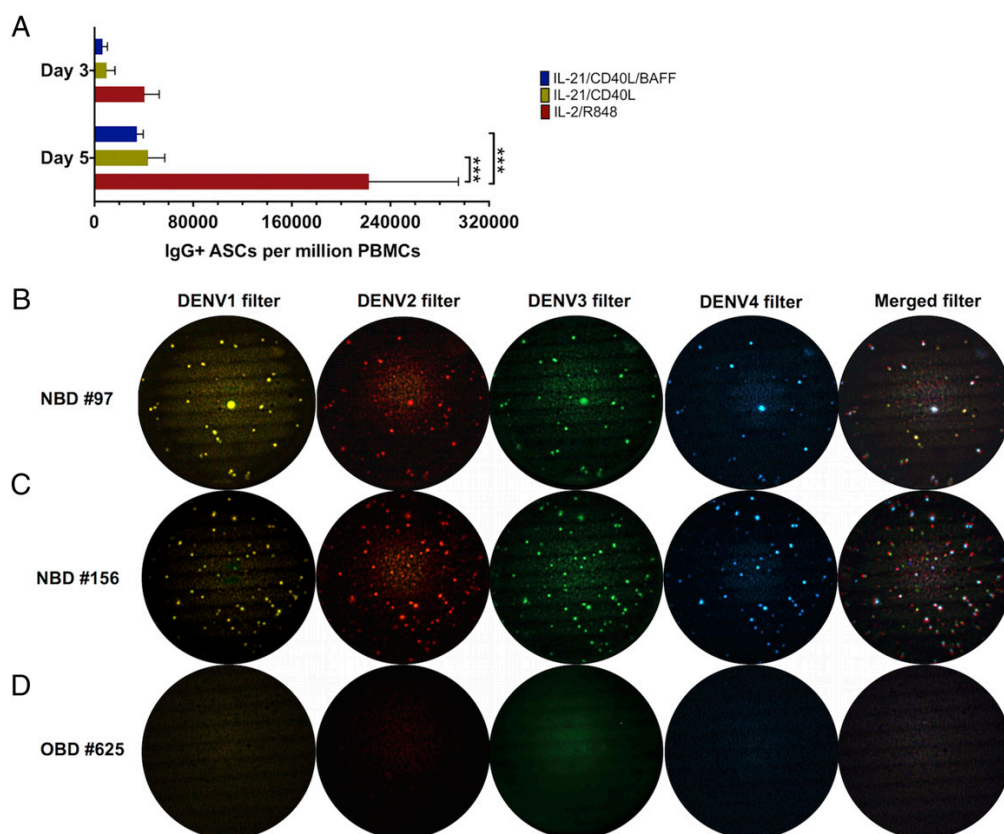 A
Day 3
Day 5
***
***
0 80000 160000 240000 320000
IgG+ ASCs per million PBMCs
IL-21/CD40L/BAFF
IL-21/CD40L
IL-2/R848
B
DENV1 filter DENV2 filter DENV3 filter DENV4 filter Merged filter
NBD #97
C
NBD #156
D
OBD #625